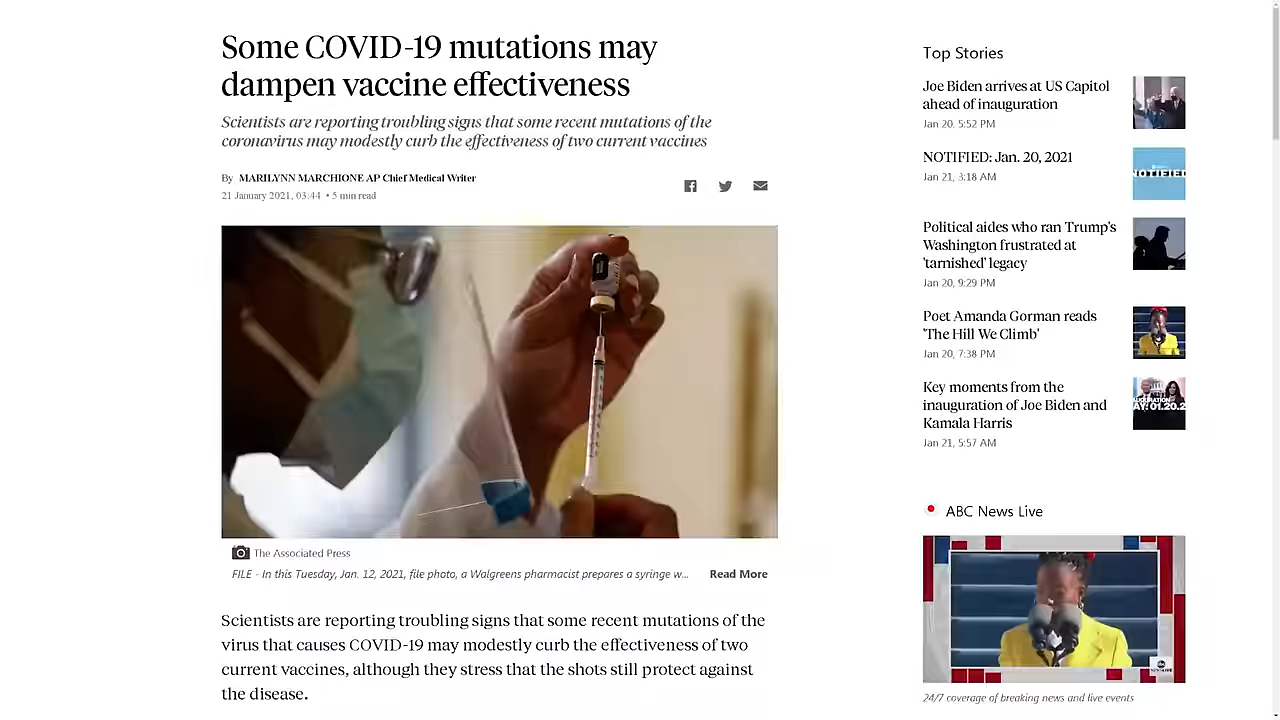 Some COVID-19 mutations may
dampen vaccine effectiveness
Scientists are reporting troubling signs that some recent mutations of the
coronavirus may modestly curb the effectiveness of two current vaccines
By MARILYNN MARCHIONE AP Chief Medical Writer
21 January 2021, 03:44 • 5 min read
The Associated Press
FILE - In this Tuesday, Jan. 12, 2021, file photo, a Walgreens pharmacist prepares a syringe w...
Read More
Scientists are reporting troubling signs that some recent mutations of the
virus that causes COVID-19 may modestly curb the effectiveness of two
current vaccines, although they stress that the shots still protect against
the disease.
Top Stories
Joe Biden arrives at US Capitol
ahead of inauguration
Jan 20, 5:52 PM
NOTIFIED: Jan. 20, 2021
Jan 21, 3:18 AM
NOTIFIED
Political aides who ran Trump's
Washington frustrated at
'tarnished' legacy
Jan 20, 9:29 PM
Poet Amanda Gorman reads
'The Hill We Climb'
Jan 20, 7:38 PM
Key moments from the
inauguration of Joe Biden and
Kamala Harris
Jan 21, 5:57 AM
AY: 01.20.2
ABC News Live
24/7 coverage of breaking news and live events